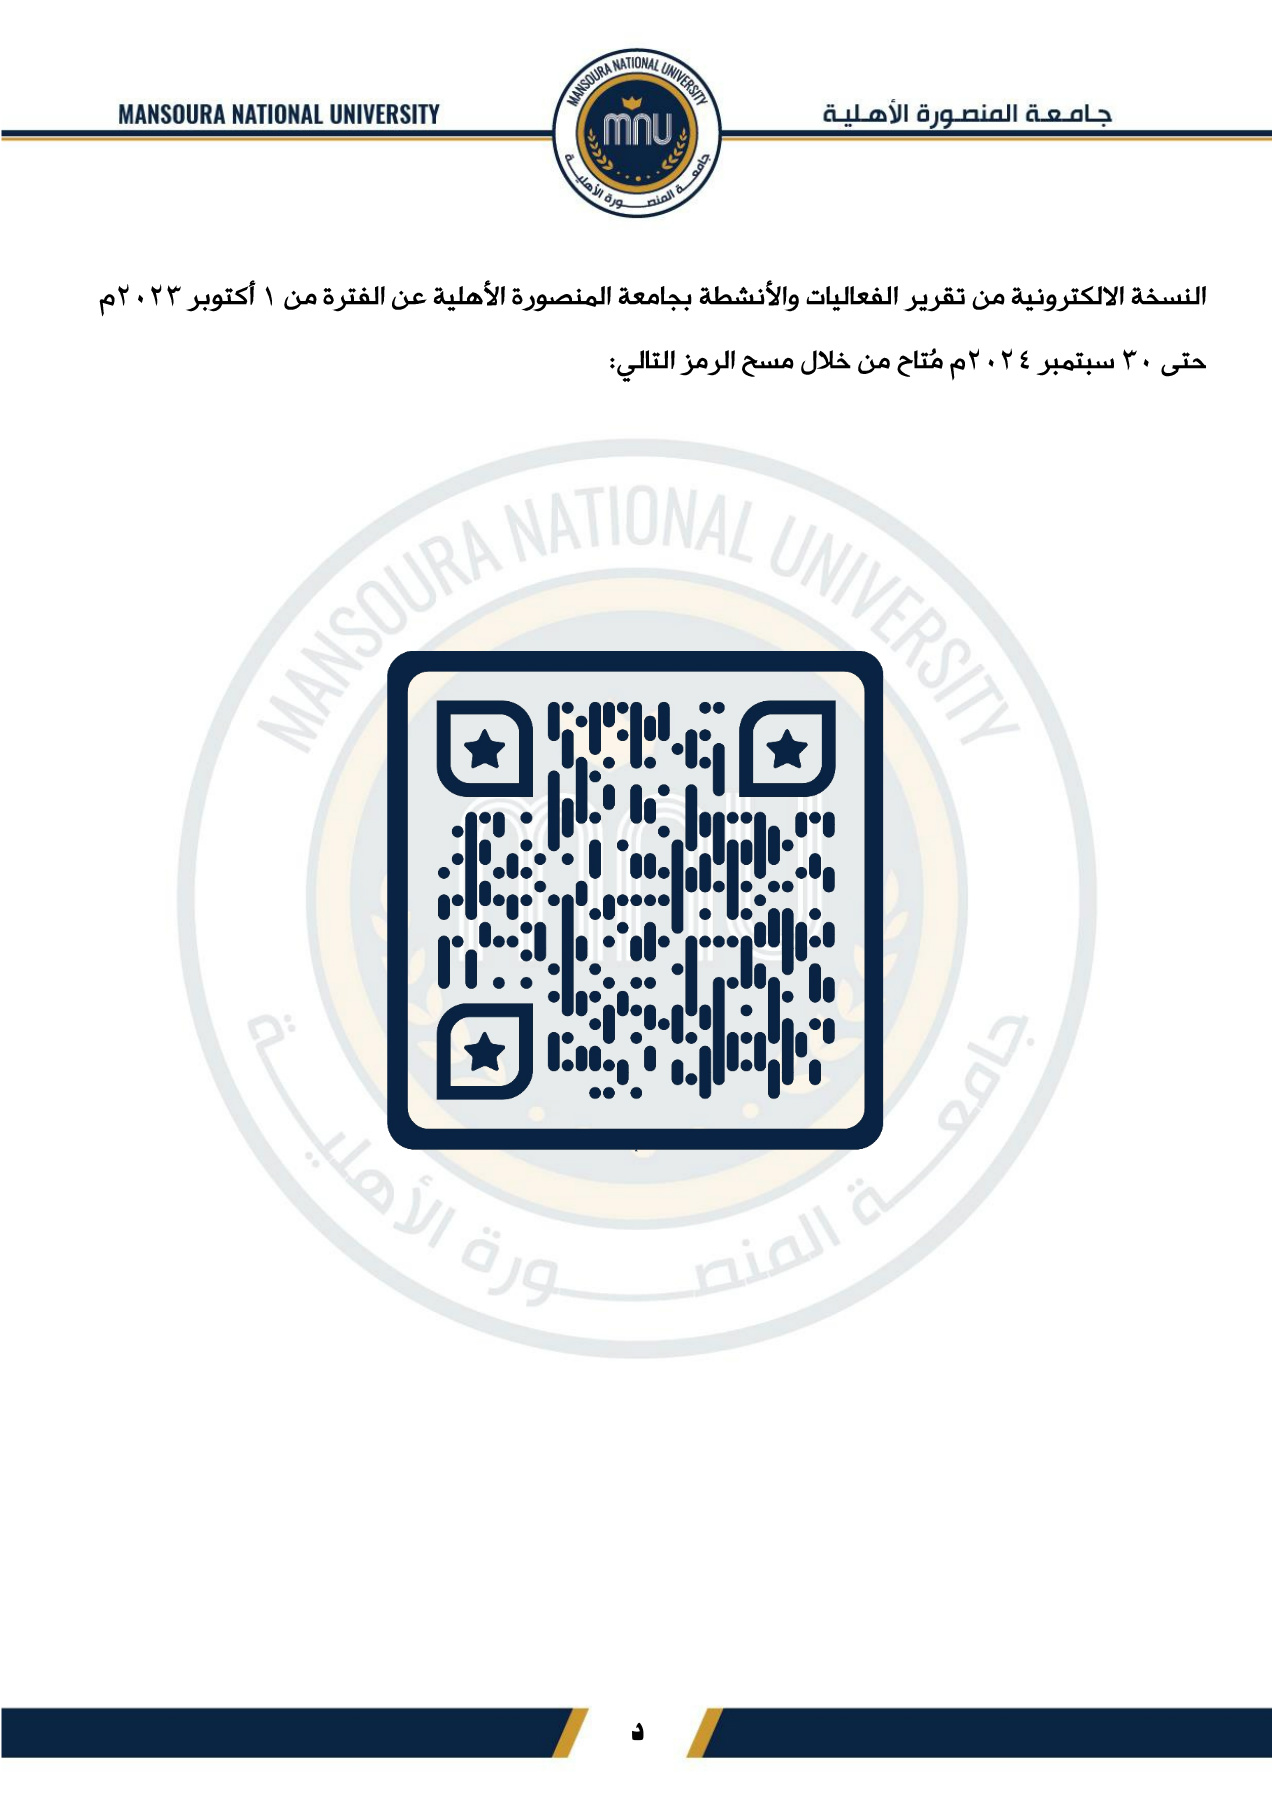 MANSOURA NATIONAL UNIVERSITY
جامعة المنصورة الأهلية
MANSOURA NATIONAL UNIVERSITY
mnu
جامعة المنصورة الأهلية
النسخة الالكترونية من تقرير الفعاليات والأنشطة بجامعة المنصورة الأهلية عن الفترة من ١ أكتوبر ٢٠٢٣م
حتى ٣٠ سبتمبر ٢٠٢٤م مُتاح من خلال مسح الرمز التالي:
MANSOURA NATIONAL UNIVERSITY
mnu
جامعة المنصورة الأهلية
د